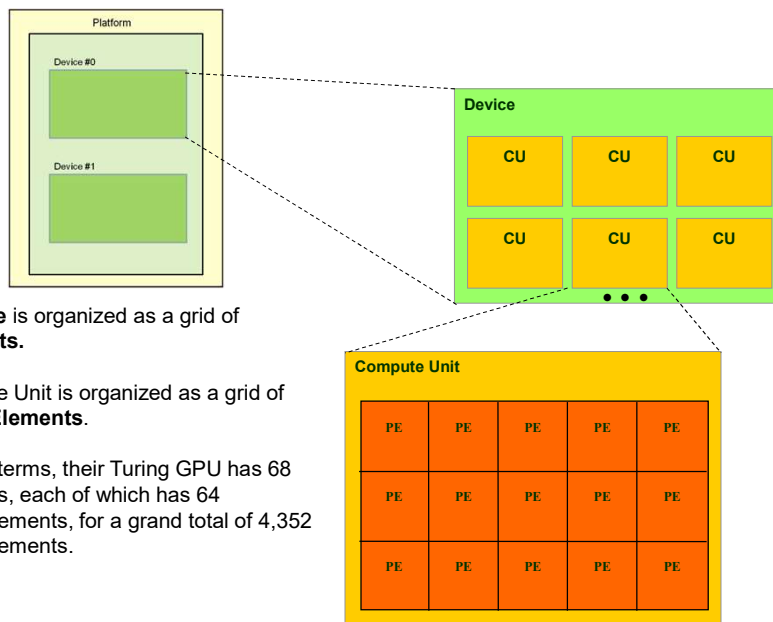 Platform
Device #0
Device #1
Device
CU CU CU
CU CU CU
• • •
e is organized as a grid of
ts.
e Unit is organized as a grid of
Elements.
terms, their Turing GPU has 68
s, each of which has 64
ements, for a grand total of 4,352
ements.
Compute Unit
PE PE PE PE PE
PE PE PE PE PE
PE PE PE PE PE